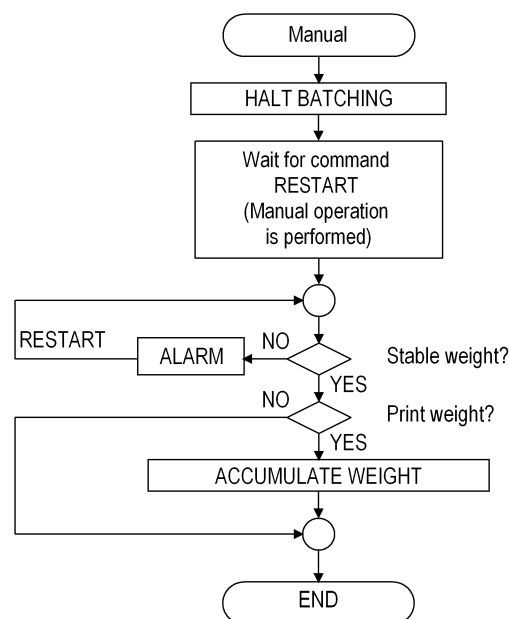 Manual
HALT BATCHING
Wait for command
RESTART
(Manual operation
is performed)
RESTART
ALARM
NO
Stable weight?
YES
NO
Print weight?
YES
ACCUMULATE WEIGHT
END